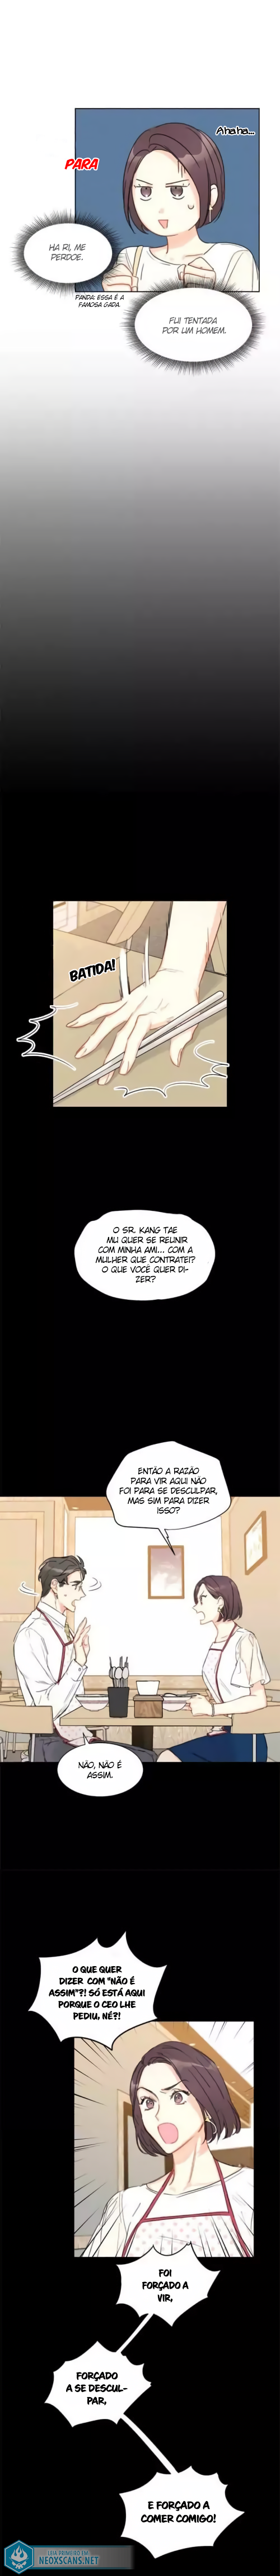 Ahaha...
PARA
HA RI, ME
PERDOE.
PANDA: ESSA É A
FAMOSA GADA.
FUI TENTADA
POR UM HOMEM.
BATIDA!
O SR. KANG TAE
MU QUER SE REUNIR
COM MINHA AMI... COM A
MULHER QUE CONTRATEI?
O QUE VOCÊ QUER DI-
ZER?
ENTÃO A RAZÃO
PARA VIR AQUI NÃO
FOI PARA SE DESCULPAR,
MAS SIM PARA DIZER
ISSO?
NÃO, NÃO É
ASSIM.
O QUE QUER
DIZER COM "NÃO É
ASSIM"?! SÓ ESTÁ AQUI
PORQUE O CEO LHE
PEDIU, NÉ?!
FOI
FORÇADO A
VIR,
FORÇADO
A SE DESCUL-
PAR,
E FORÇADO A
COMER COMIGO!
LEIA PRIMEIRO EM
NEOXSCANS.NET